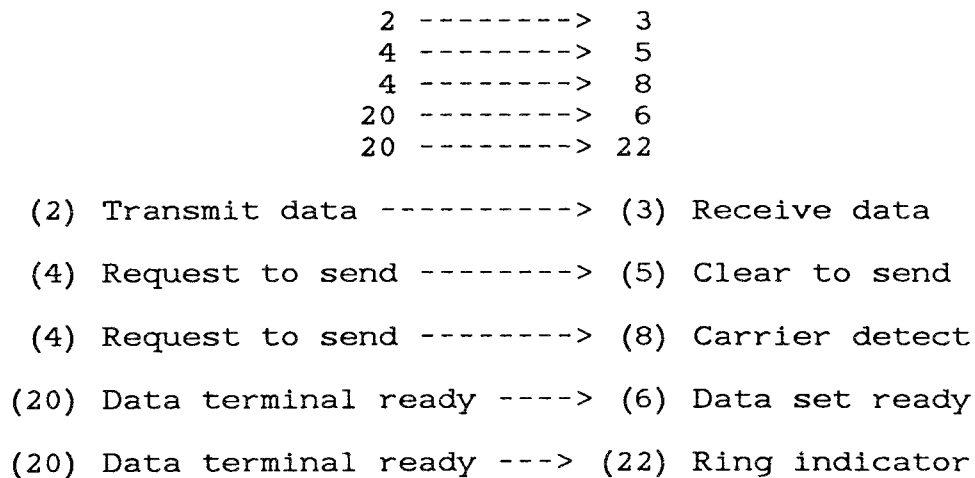 2 --------> 3
4 --------> 5
4 --------> 8
20 --------> 6
20 --------> 22
(2) Transmit data ----------> (3) Receive data
(4) Request to send --------> (5) Clear to send
(4) Request to send --------> (8) Carrier detect
(20) Data terminal ready ----> (6) Data set ready
(20) Data terminal ready ---> (22) Ring indicator